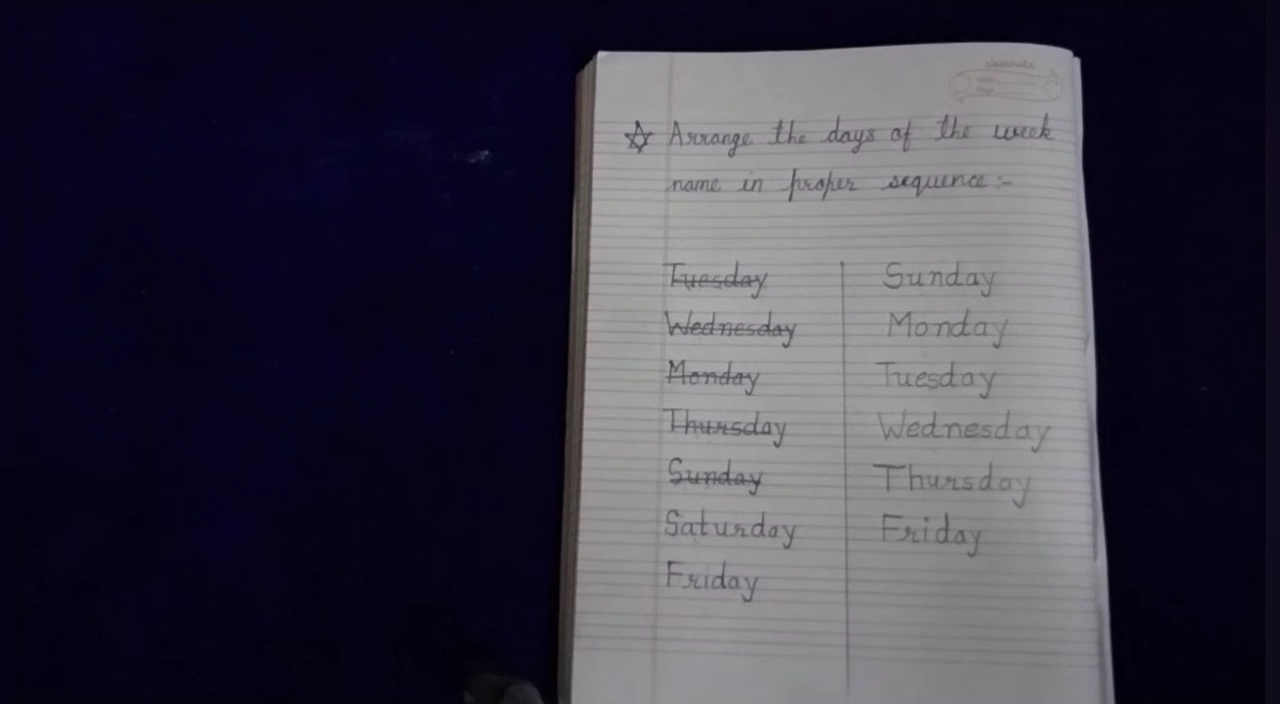 classmate
☆ Arrange the days of the week
name in proper sequence :-
Tuesday Sunday
Wednesday Monday
Monday Tuesday
Thursday Wednesday
Sunday Thursday
Saturday Friday
Friday